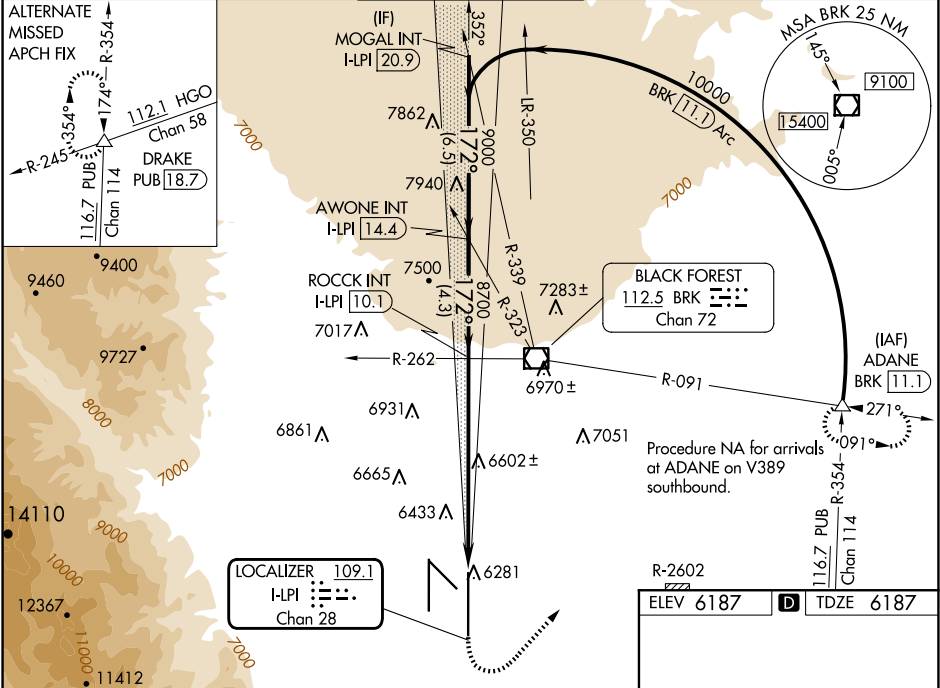 ALTERNATE
MISSED
APCH FIX
R-354
174°
354°
112.1 HGO
Chan 58
R-245
DRAKE
PUB 18.7
116.7 PUB
Chan 114
(IF)
MOGAL INT
I-LPI 20.9
352°
LR-350
10000
BRK 11.1 Arc
MSA BRK 25 NM
145°
9100
15400
005°
7000
7862
9000
172°
(6.5)
7940
7000
AWONE INT
I-LPI 14.4
R-339
9460
9400
7500
ROCCK INT
I-LPI 10.1
8700
172°
(4.3)
R-323
7283±
BLACK FOREST
112.5 BRK
Chan 72
7017
9727
R-262
6970±
R-091
(IAF)
ADANE
BRK 11.1
8000
6931
6861
7051
271°
091°
Procedure NA for arrivals
at ADANE on V389
southbound.
7000
6665
6602±
R-354
6433
14110
9000
116.7 PUB
Chan 114
10000
LOCALIZER 109.1
I-LPI
Chan 28
6281
R-2602
12367
ELEV 6187 D TDZE 6187
11000
7000
11412